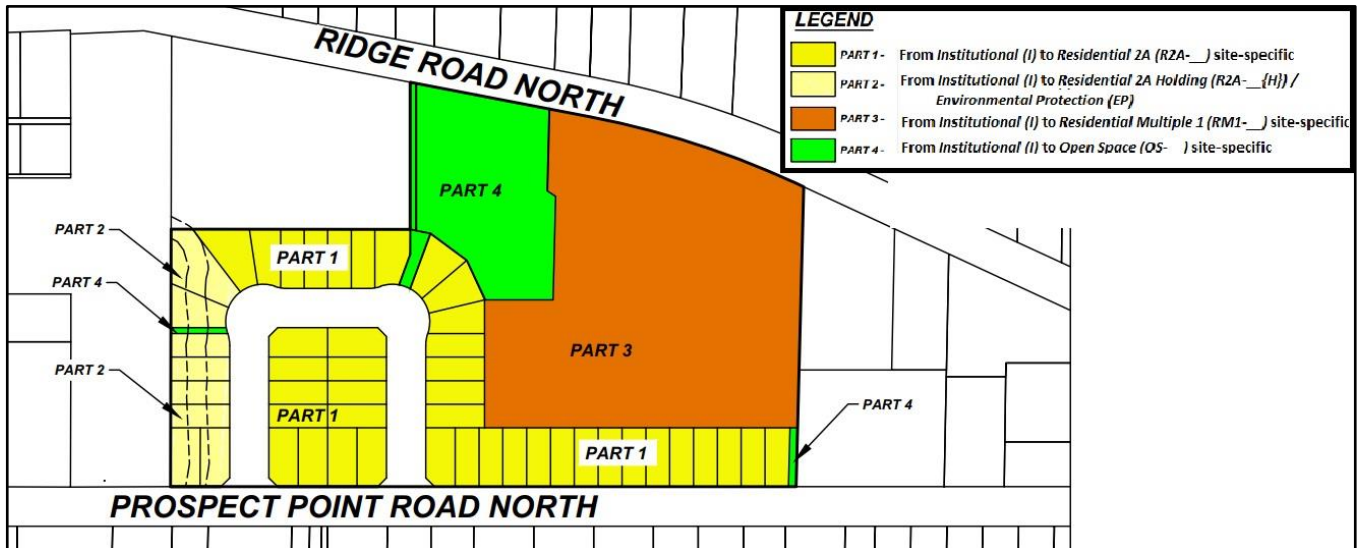 RIDGE ROAD NORTH
LEGEND
PART 1 - From Institutional (I) to Residential 2A (R2A-__) site-specific
PART 2 - From Institutional (I) to Residential 2A Holding (R2A-__{H}) /
Environmental Protection (EP)
PART 3 - From Institutional (I) to Residential Multiple 1 (RM1-__) site-specific
PART 4 - From Institutional (I) to Open Space (OS- ) site-specific
PART 4
PART 2
PART 1
PART 4
PART 3
PART 2
PART 1
PART 4
PART 1
PROSPECT POINT ROAD NORTH